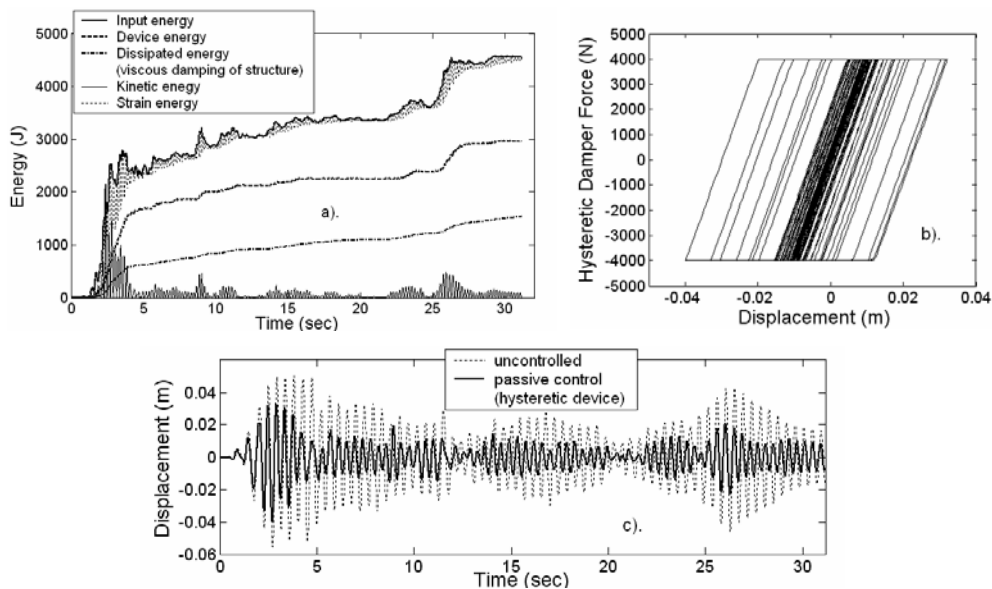 Input energy
Device energy
Dissipated energy
(viscous damping of structure)
Kinetic energy
Strain energy
5000
4000
3000
2000
1000
0
Energy (J)
a).
0 5 10 15 20 25 30
Time (sec)
5000
4000
3000
2000
1000
0
-1000
-2000
-3000
-4000
-5000
Hysteretic Damper Force (N)
b).
-0.04 -0.02 0 0.02 0.04
Displacement (m)
uncontrolled
passive control
(hysteretic device)
0.04
0.02
0
-0.02
-0.04
-0.06
Displacement (m)
c).
0 5 10 15 20 25 30
Time (sec)